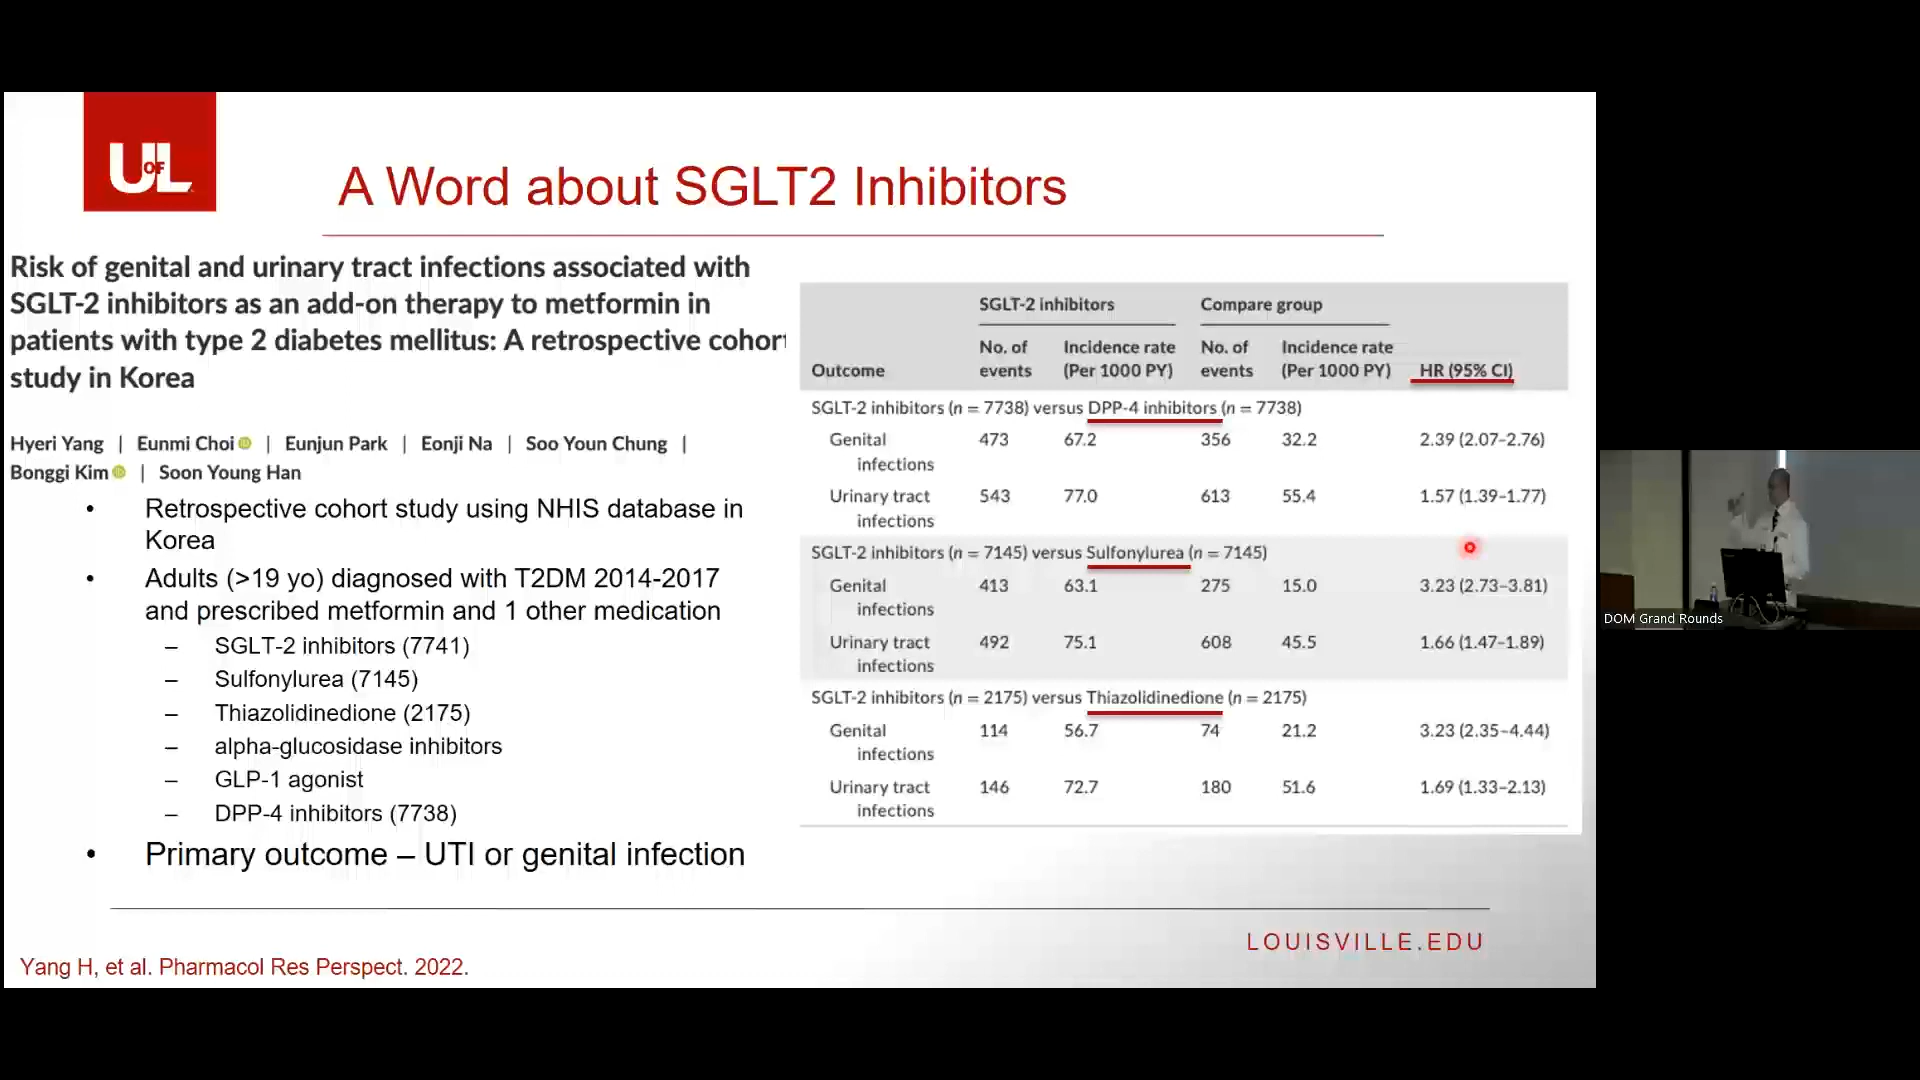 UofL
A Word about SGLT2 Inhibitors
Risk of genital and urinary tract infections associated with
SGLT-2 inhibitors as an add-on therapy to metformin in
patients with type 2 diabetes mellitus: A retrospective cohort
study in Korea
Hyeri Yang | Eunmi Choi | Eunjun Park | Eonji Na | Soo Youn Chung |
Bonggi Kim | Soon Young Han
• Retrospective cohort study using NHIS database in
Korea
• Adults (>19 yo) diagnosed with T2DM 2014-2017
and prescribed metformin and 1 other medication
– SGLT-2 inhibitors (7741)
– Sulfonylurea (7145)
– Thiazolidinedione (2175)
– alpha-glucosidase inhibitors
– GLP-1 agonist
– DPP-4 inhibitors (7738)
• Primary outcome – UTI or genital infection
SGLT-2 inhibitors Compare group
No. of Incidence rate No. of Incidence rate
Outcome events (Per 1000 PY) events (Per 1000 PY) HR (95% CI)
SGLT-2 inhibitors (n = 7738) versus DPP-4 inhibitors (n = 7738)
Genital 473 67.2 356 32.2 2.39 (2.07–2.76)
infections
Urinary tract 543 77.0 613 55.4 1.57 (1.39–1.77)
infections
SGLT-2 inhibitors (n = 7145) versus Sulfonylurea (n = 7145)
Genital 413 63.1 275 15.0 3.23 (2.73–3.81)
infections
Urinary tract 492 75.1 608 45.5 1.66 (1.47–1.89)
infections
SGLT-2 inhibitors (n = 2175) versus Thiazolidinedione (n = 2175)
Genital 114 56.7 74 21.2 3.23 (2.35–4.44)
infections
Urinary tract 146 72.7 180 51.6 1.69 (1.33–2.13)
infections
LOUISVILLE.EDU
Yang H, et al. Pharmacol Res Perspect. 2022.
DOM Grand Rounds